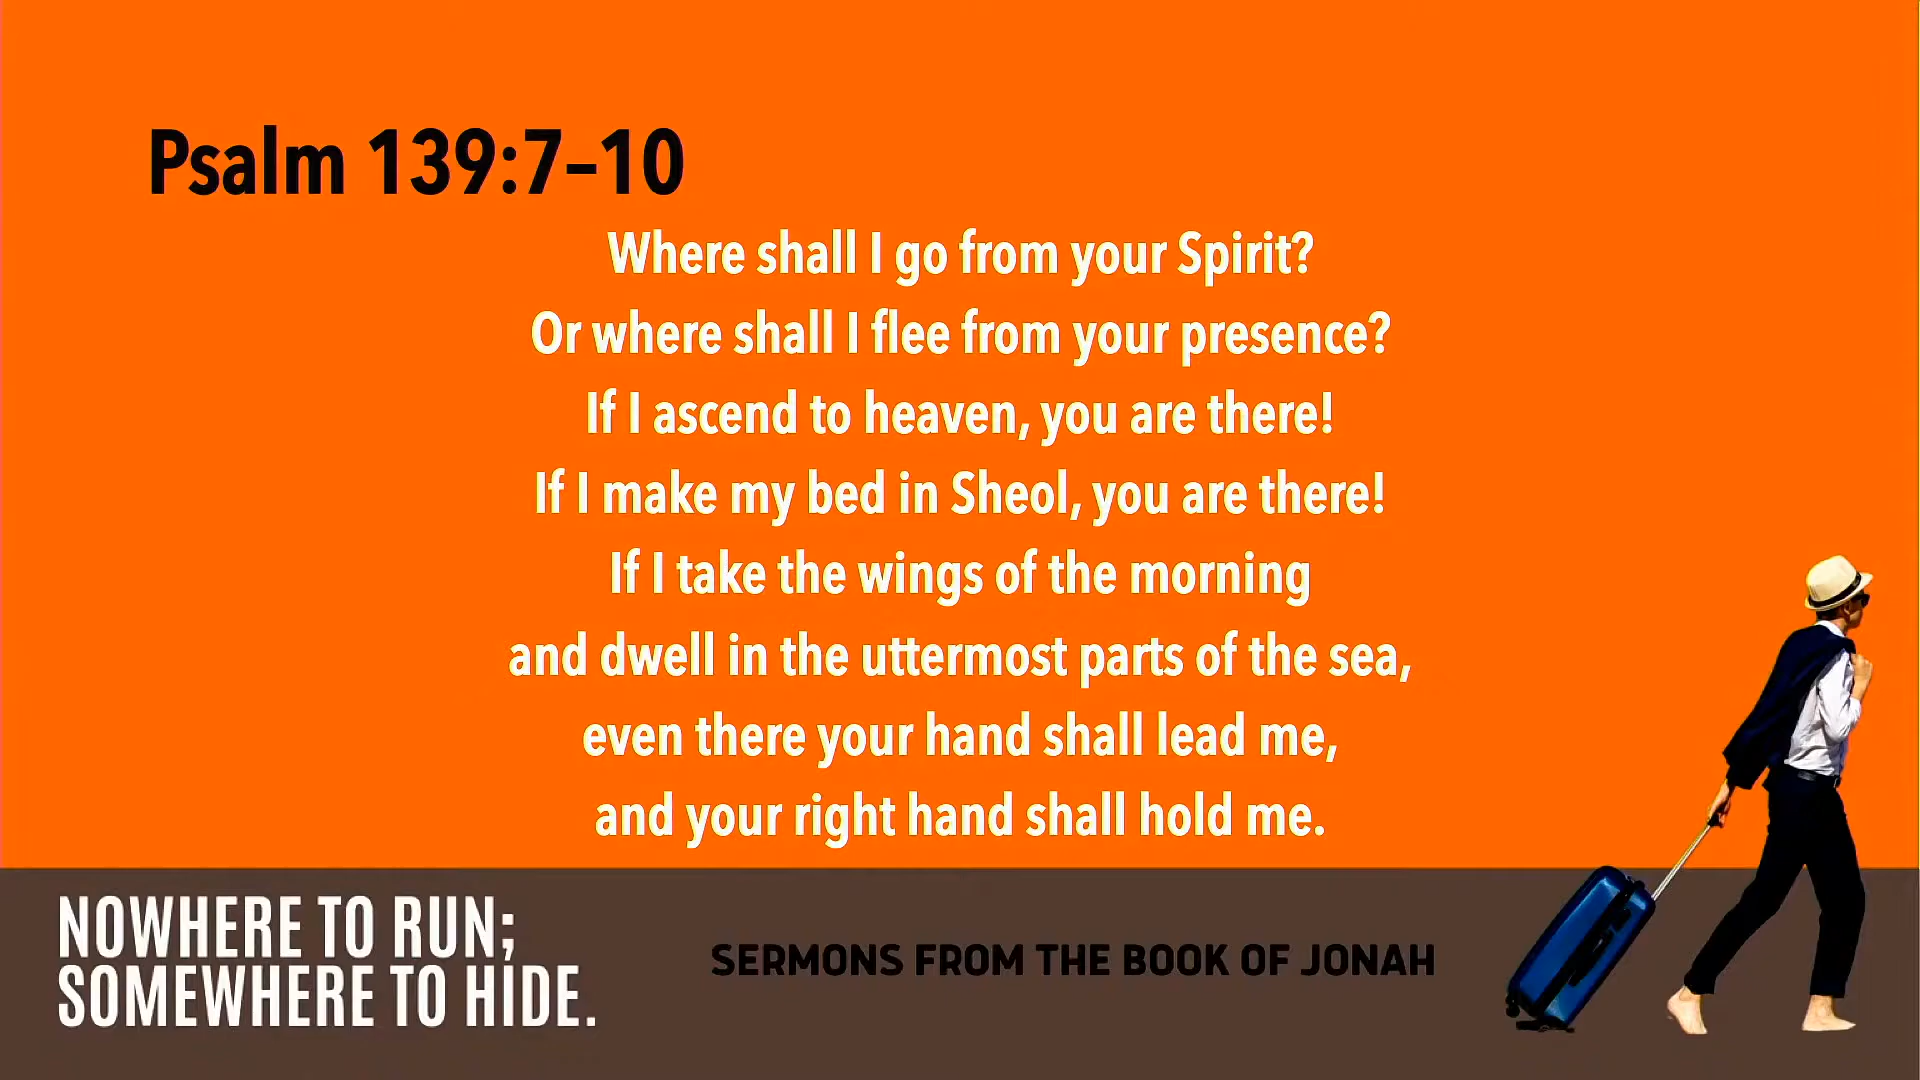 Psalm 139:7–10
Where shall I go from your Spirit?
Or where shall I flee from your presence?
If I ascend to heaven, you are there!
If I make my bed in Sheol, you are there!
If I take the wings of the morning
and dwell in the uttermost parts of the sea,
even there your hand shall lead me,
and your right hand shall hold me.
NOWHERE TO RUN;
SOMEWHERE TO HIDE.
SERMONS FROM THE BOOK OF JONAH